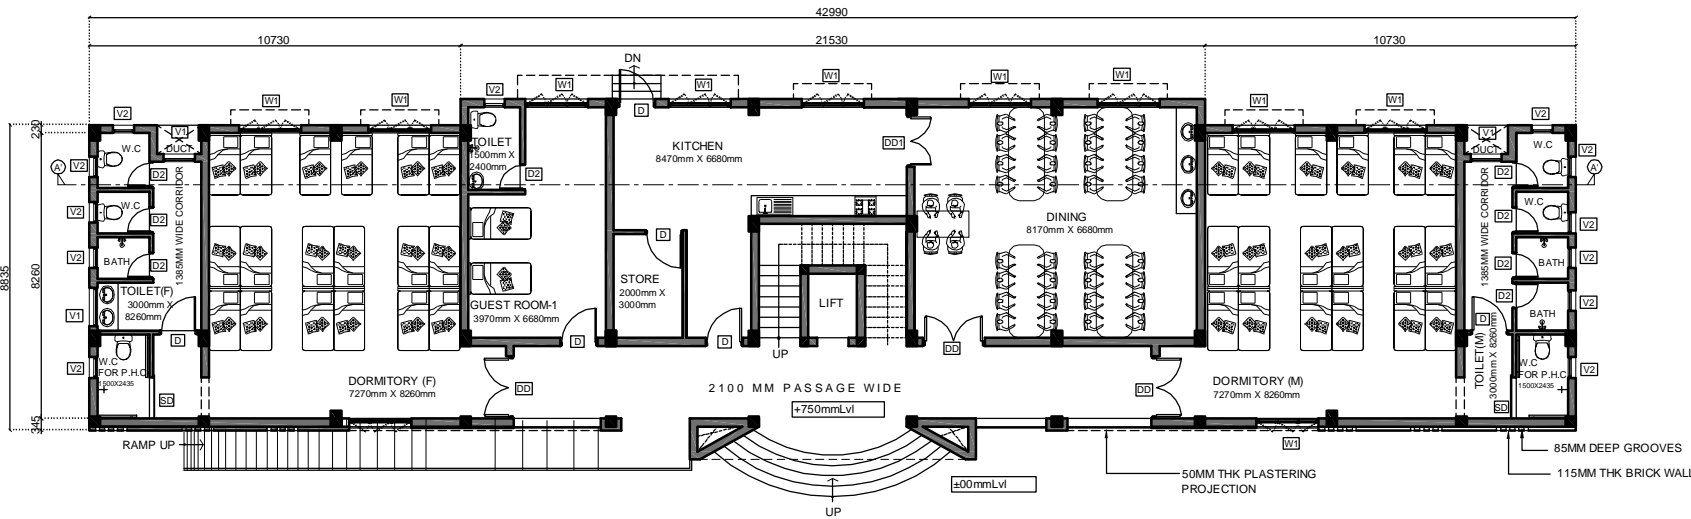 42990
10730
21530
10730
DN
W1
W1
V2
W1
W1
W1
W1
W1
W1
W1
V2
V2
D
V2
230
V1
DUCT
W.C
V2
D2
TOILET
1500mm X
2400mm
D2
KITCHEN
8470mm X 6680mm
DD1
V1
DUCT
W.C
V2
D2
A'
A'
1385MM WIDE CORRIDOR
W.C
V2
D2
DINING
8170mm X 6680mm
1385MM WIDE CORRIDOR
W.C
V2
D2
8835
8260
V2
BATH
D2
D
STORE
2000mm X
3000mm
D2
BATH
V2
TOILET(F)
3000mm X
8260mm
V1
GUEST ROOM-1
3970mm X 6680mm
LIFT
D2
BATH
V2
D
D
D
DD
D
UP
TOILET(M)
3000mm X 8260mm
V2
W.C
FOR P.H.C
1500X2435
DORMITORY (F)
7270mm X 8260mm
DD
2100 MM PASSAGE WIDE
DD
DORMITORY (M)
7270mm X 8260mm
W.C
FOR P.H.C
1500X2435
V2
SD
SD
+750mmLvl
345
RAMP UP
W1
85MM DEEP GROOVES
50MM THK PLASTERING
PROJECTION
115MM THK BRICK WALL
±00mmLvl
UP